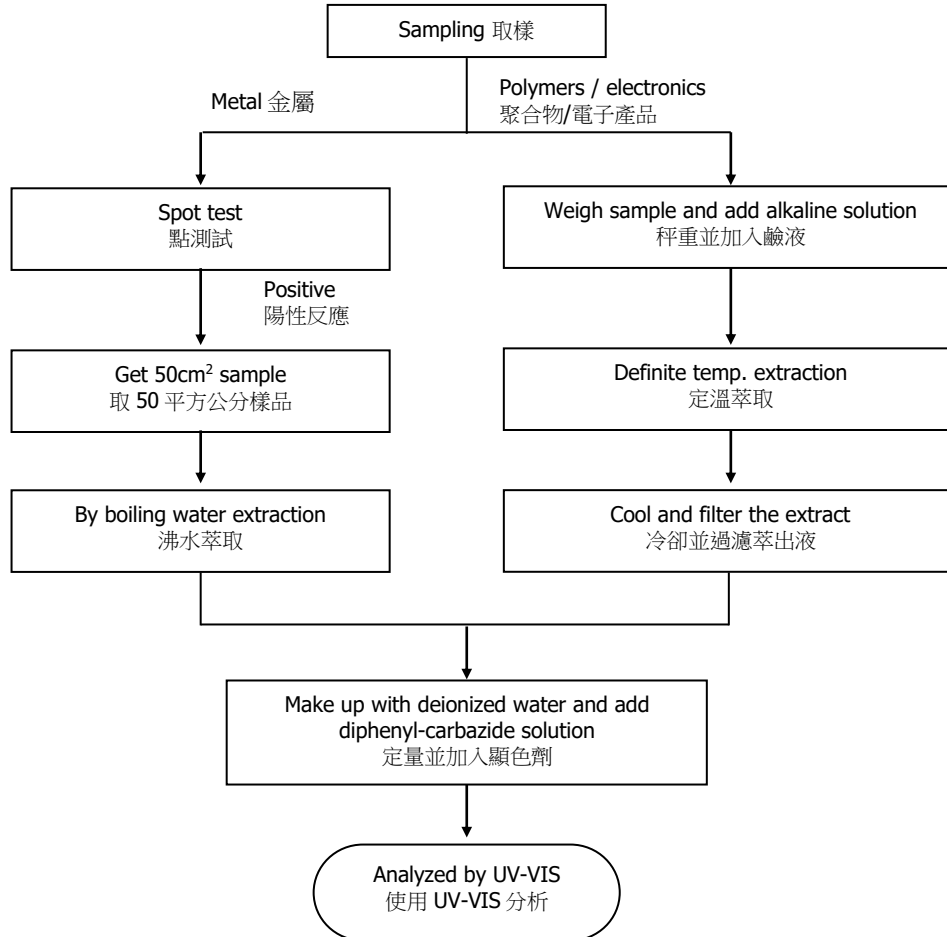 Sampling 取樣
Metal 金屬
Polymers / electronics
聚合物/電子產品
Spot test
點測試
Weigh sample and add alkaline solution
秤重並加入鹼液
Positive
陽性反應
Get 50cm² sample
取 50 平方公分樣品
Definite temp. extraction
定溫萃取
By boiling water extraction
沸水萃取
Cool and filter the extract
冷卻並過濾萃出液
Make up with deionized water and add
diphenyl-carbazide solution
定量並加入顯色劑
Analyzed by UV-VIS
使用 UV-VIS 分析